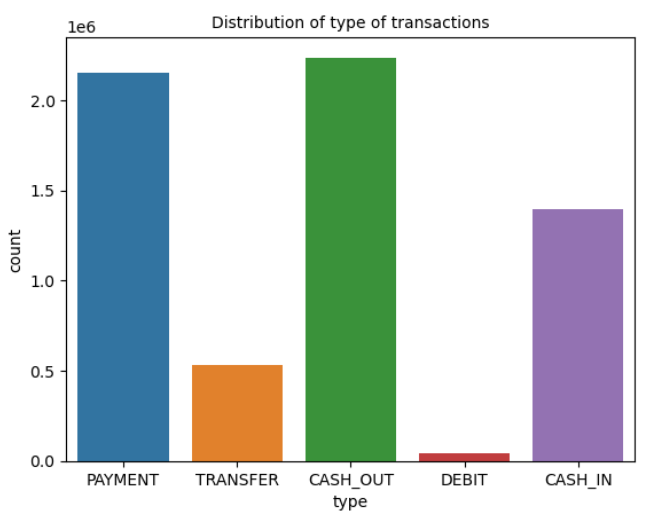 Distribution of type of transactions
1e6
2.0
1.5
1.0
0.5
0.0
count
PAYMENT TRANSFER CASH_OUT DEBIT CASH_IN
type